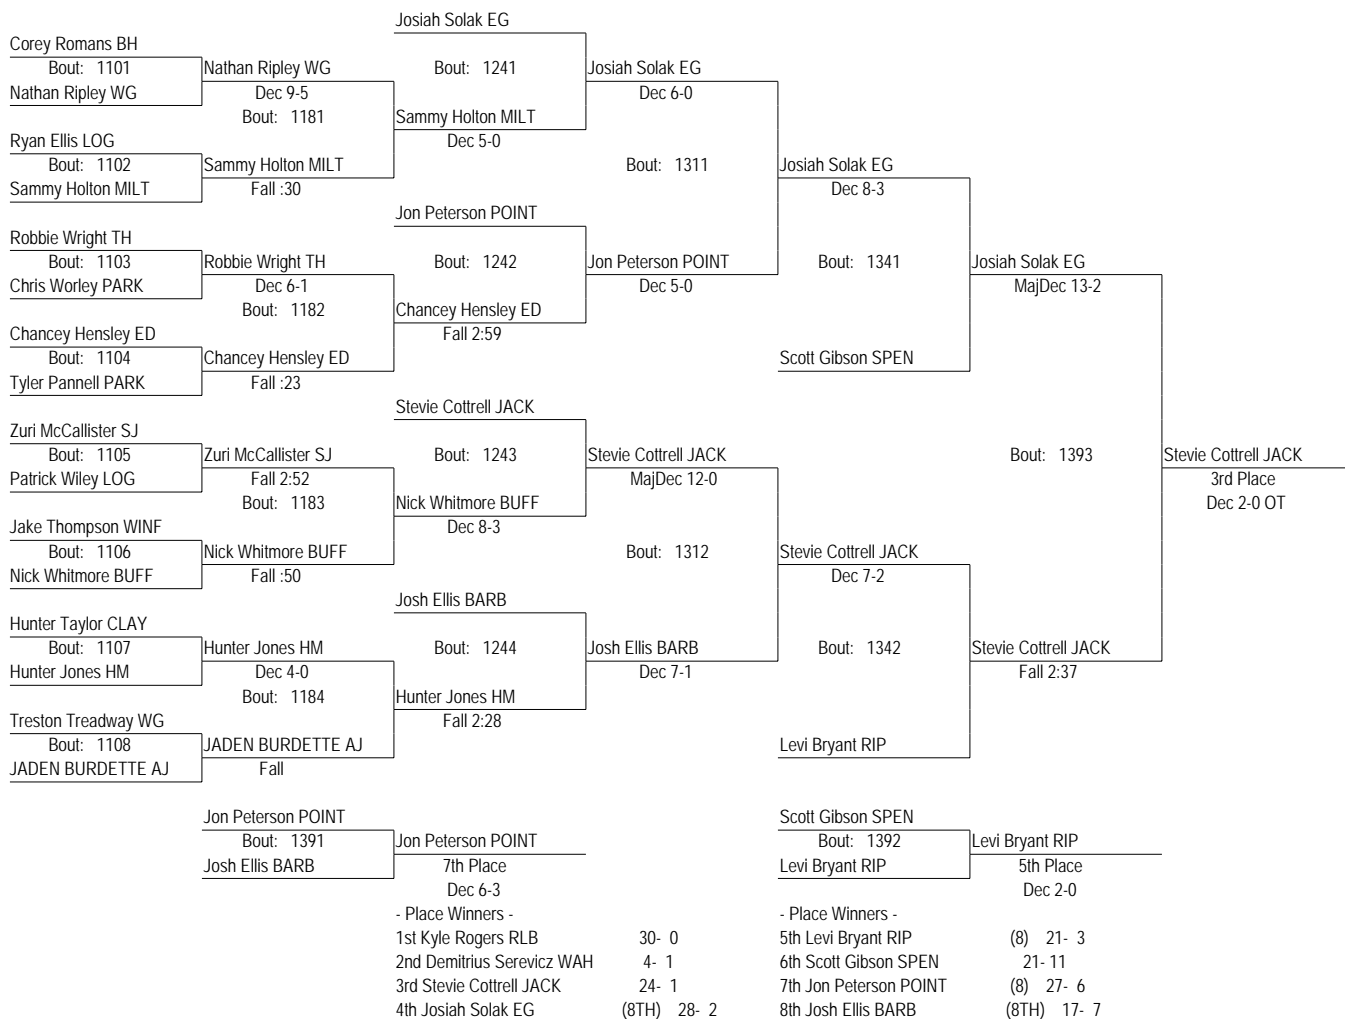 Josiah Solak EG
Corey Romans BH
Bout: 1101 Nathan Ripley WG Bout: 1241 Josiah Solak EG
Nathan Ripley WG Dec 9-5 Dec 6-0
Bout: 1181 Sammy Holton MILT
Ryan Ellis LOG Dec 5-0
Bout: 1102 Sammy Holton MILT Bout: 1311 Josiah Solak EG
Sammy Holton MILT Fall :30 Dec 8-3
Jon Peterson POINT
Robbie Wright TH
Bout: 1103 Robbie Wright TH Bout: 1242 Jon Peterson POINT Bout: 1341 Josiah Solak EG
Chris Worley PARK Dec 6-1 Dec 5-0 MajDec 13-2
Bout: 1182 Chancey Hensley ED
Chancey Hensley ED Fall 2:59
Bout: 1104 Chancey Hensley ED Scott Gibson SPEN
Tyler Pannell PARK Fall :23
Stevie Cottrell JACK
Zuri McCallister SJ
Bout: 1105 Zuri McCallister SJ Bout: 1243 Stevie Cottrell JACK Bout: 1393 Stevie Cottrell JACK
Patrick Wiley LOG Fall 2:52 MajDec 12-0 3rd Place
Bout: 1183 Nick Whitmore BUFF Dec 2-0 OT
Jake Thompson WINF Dec 8-3
Bout: 1106 Nick Whitmore BUFF Bout: 1312 Stevie Cottrell JACK
Nick Whitmore BUFF Fall :50 Dec 7-2
Josh Ellis BARB
Hunter Taylor CLAY
Bout: 1107 Hunter Jones HM Bout: 1244 Josh Ellis BARB Bout: 1342 Stevie Cottrell JACK
Hunter Jones HM Dec 4-0 Dec 7-1 Fall 2:37
Bout: 1184 Hunter Jones HM
Treston Treadway WG Fall 2:28
Bout: 1108 JADEN BURDETTE AJ Levi Bryant RIP
JADEN BURDETTE AJ Fall
Jon Peterson POINT Scott Gibson SPEN
Bout: 1391 Jon Peterson POINT Bout: 1392 Levi Bryant RIP
Josh Ellis BARB 7th Place Levi Bryant RIP 5th Place
Dec 6-3 Dec 2-0
- Place Winners - - Place Winners -
1st Kyle Rogers RLB 30- 0 5th Levi Bryant RIP (8) 21- 3
2nd Demitrius Serevicz WAH 4- 1 6th Scott Gibson SPEN 21- 11
3rd Stevie Cottrell JACK 24- 1 7th Jon Peterson POINT (8) 27- 6
4th Josiah Solak EG (8TH) 28- 2 8th Josh Ellis BARB (8TH) 17- 7